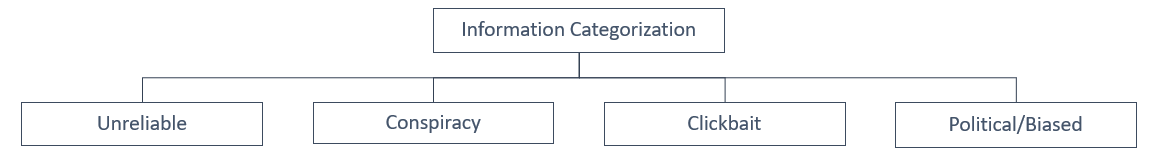 Information Categorization
Unreliable
Conspiracy
Clickbait
Political/Biased